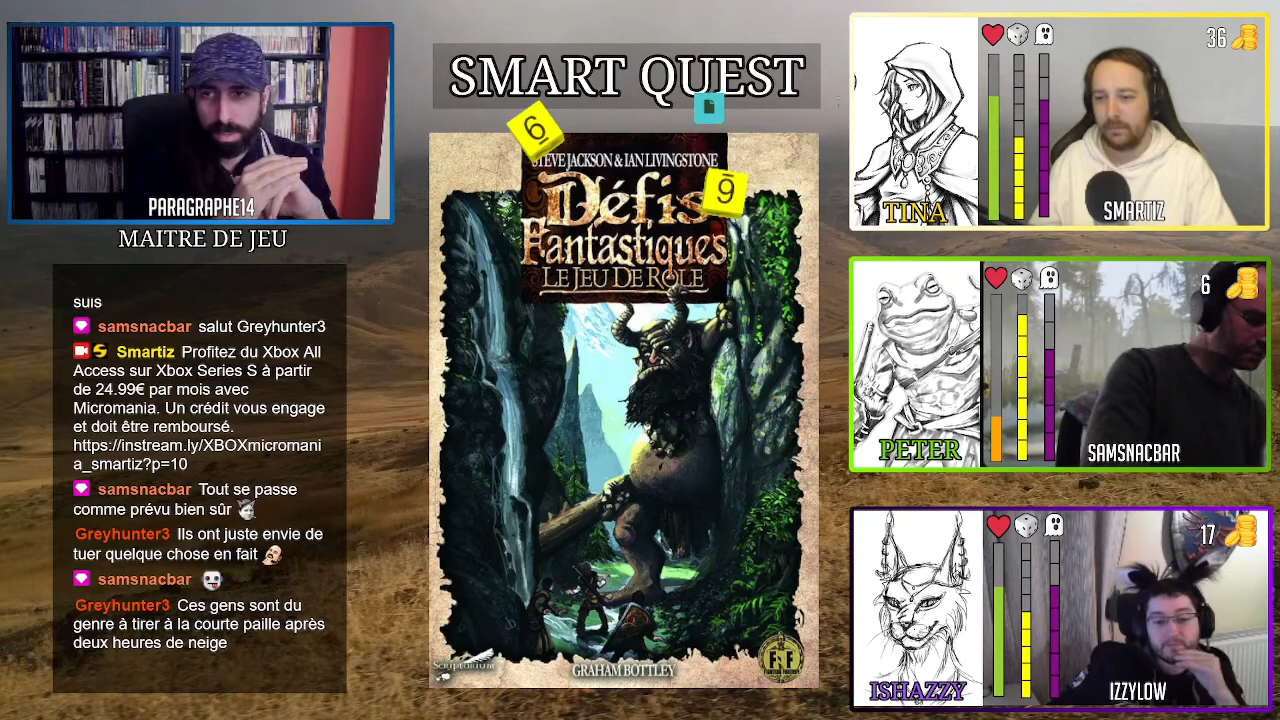 SMART QUEST
PARAGRAPHE14
MAITRE DE JEU
suis
samsnacbar salut Greyhunter3
Smartiz Profitez du Xbox All
Access sur Xbox Series S à partir
de 24.99€ par mois avec
Micromania. Un crédit vous engage
et doit être remboursé.
https://instream.ly/XBOXmicromani
a_smartiz?p=10
samsnacbar Tout se passe
comme prévu bien sûr
Greyhunter3 Ils ont juste envie de
tuer quelque chose en fait
samsnacbar
Greyhunter3 Ces gens sont du
genre à tirer à la courte paille après
deux heures de neige
6
9
STEVE JACKSON & IAN LIVINGSTONE
Défis
Fantastiques
LE JEU DE RÔLE
SCRIPTARIUM
GRAHAM BOTTLEY
FF
36
TINA
SMARTIZ
6
PETER
SAMSNACBAR
17
ISHAZZY
IZZYLOW